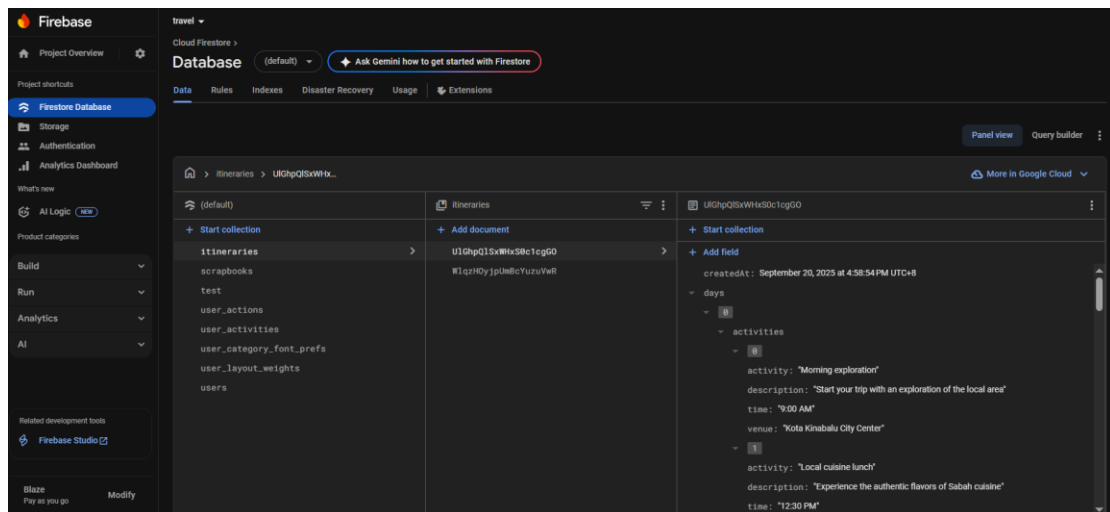 Firebase
Project Overview
Project shortcuts
Firestore Database
Storage
Authentication
Analytics Dashboard
What's new
AI Logic NEW
Product categories
Build
Run
Analytics
AI
Related development tools
Firebase Studio
Blaze
Pay as you go
Modify
travel
Cloud Firestore >
Database (default) Ask Gemini how to get started with Firestore
Data Rules Indexes Disaster Recovery Usage Extensions
Panel view Query builder
> itineraries > UlGhpQlSxWHx...
More in Google Cloud
(default)
+ Start collection
itineraries
scrapbooks
test
user_actions
user_activities
user_category_font_prefs
user_layout_weights
users
itineraries
+ Add document
UlGhpQlSxWHxS0c1cgGO
WlqzHOyjpUmBcYuzuVwR
UlGhpQlSxWHxS0c1cgGO
+ Start collection
+ Add field
createdAt: September 20, 2025 at 4:58:54 PM UTC+8
days
0
activities
0
activity: "Morning exploration"
description: "Start your trip with an exploration of the local area"
time: "9:00 AM"
venue: "Kota Kinabalu City Center"
1
activity: "Local cuisine lunch"
description: "Experience the authentic flavors of Sabah cuisine"
time: "12:30 PM"